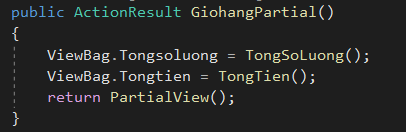 public ActionResult GiohangPartial()
{
ViewBag.Tongsoluong = TongSoLuong();
ViewBag.Tongtien = TongTien();
return PartialView();
}